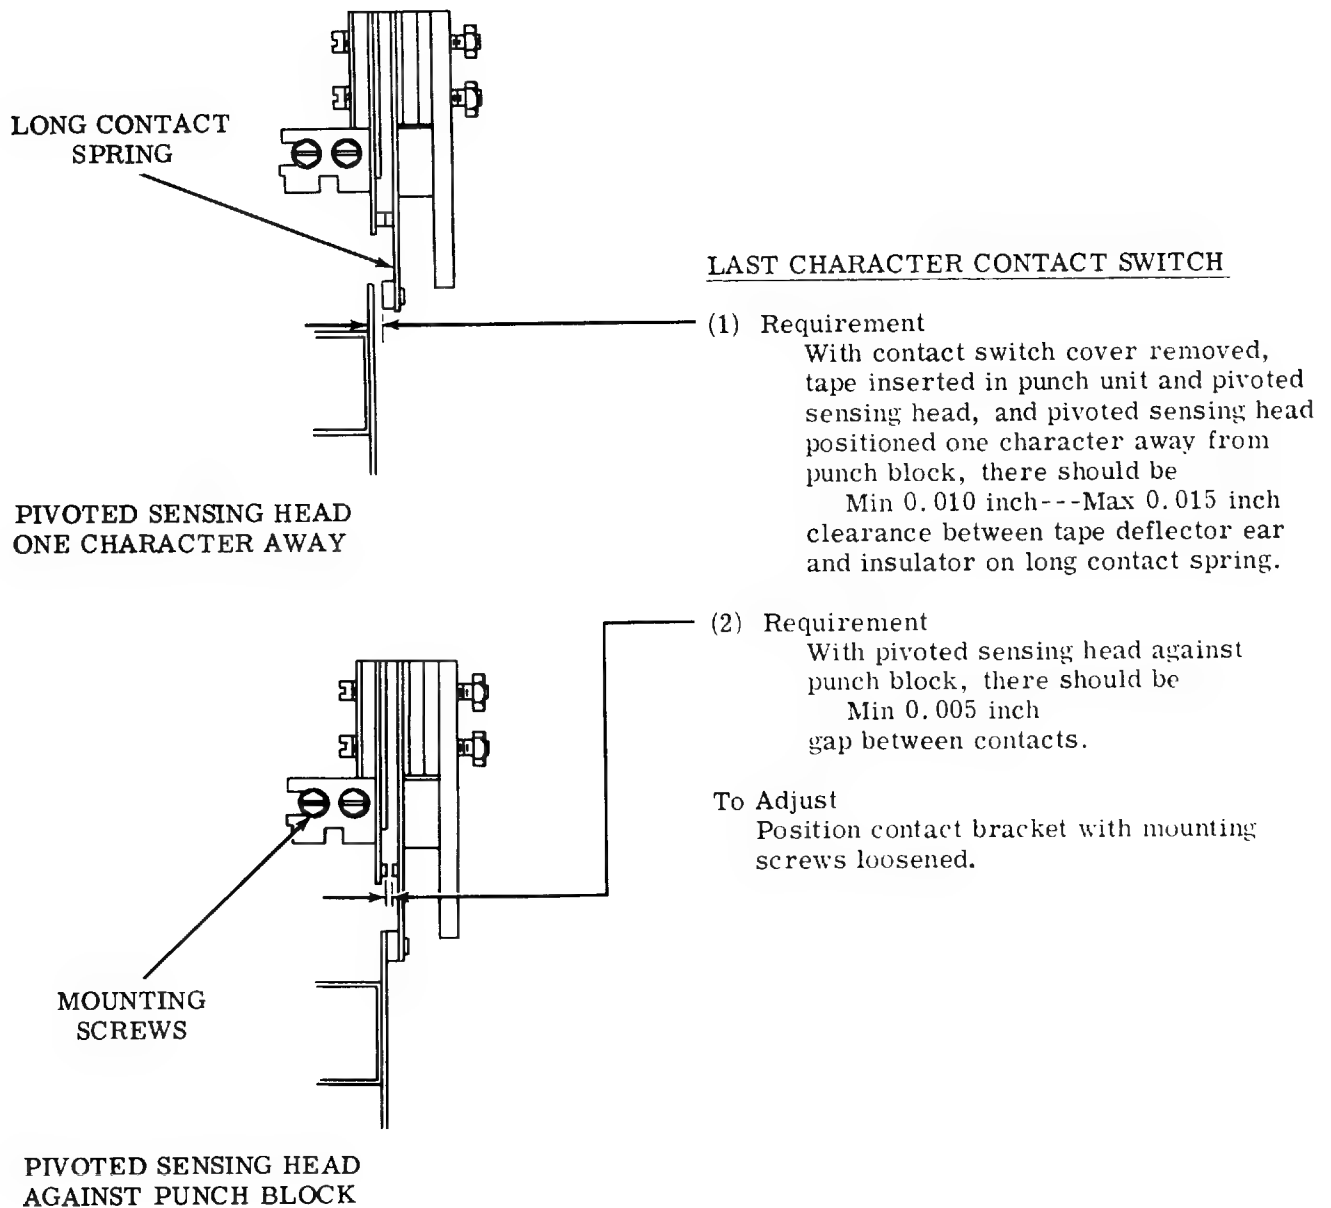 LONG CONTACT
SPRING
PIVOTED SENSING HEAD
ONE CHARACTER AWAY
LAST CHARACTER CONTACT SWITCH
(1) Requirement
With contact switch cover removed,
tape inserted in punch unit and pivoted
sensing head, and pivoted sensing head
positioned one character away from
punch block, there should be
Min 0.010 inch---Max 0.015 inch
clearance between tape deflector ear
and insulator on long contact spring.
(2) Requirement
With pivoted sensing head against
punch block, there should be
Min 0.005 inch
gap between contacts.
To Adjust
Position contact bracket with mounting
screws loosened.
MOUNTING
SCREWS
PIVOTED SENSING HEAD
AGAINST PUNCH BLOCK